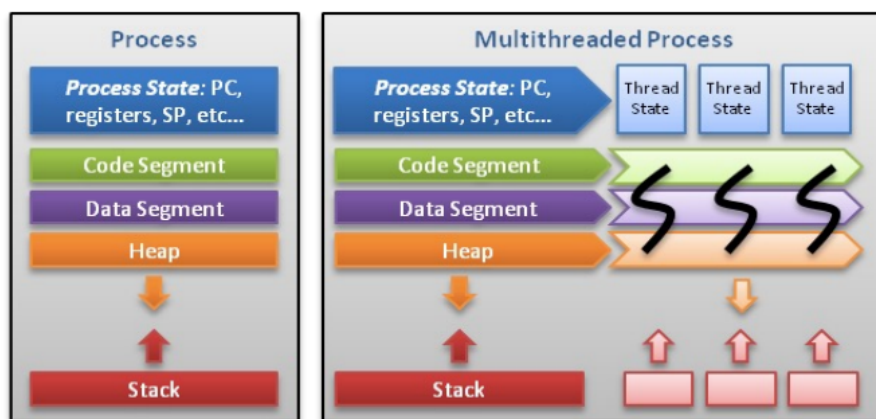 Process
Process State: PC,
registers, SP, etc...
Code Segment
Data Segment
Heap
Stack
Multithreaded Process
Process State: PC,
registers, SP, etc...
Thread
State
Thread
State
Thread
State
Code Segment
Data Segment
Heap
Stack